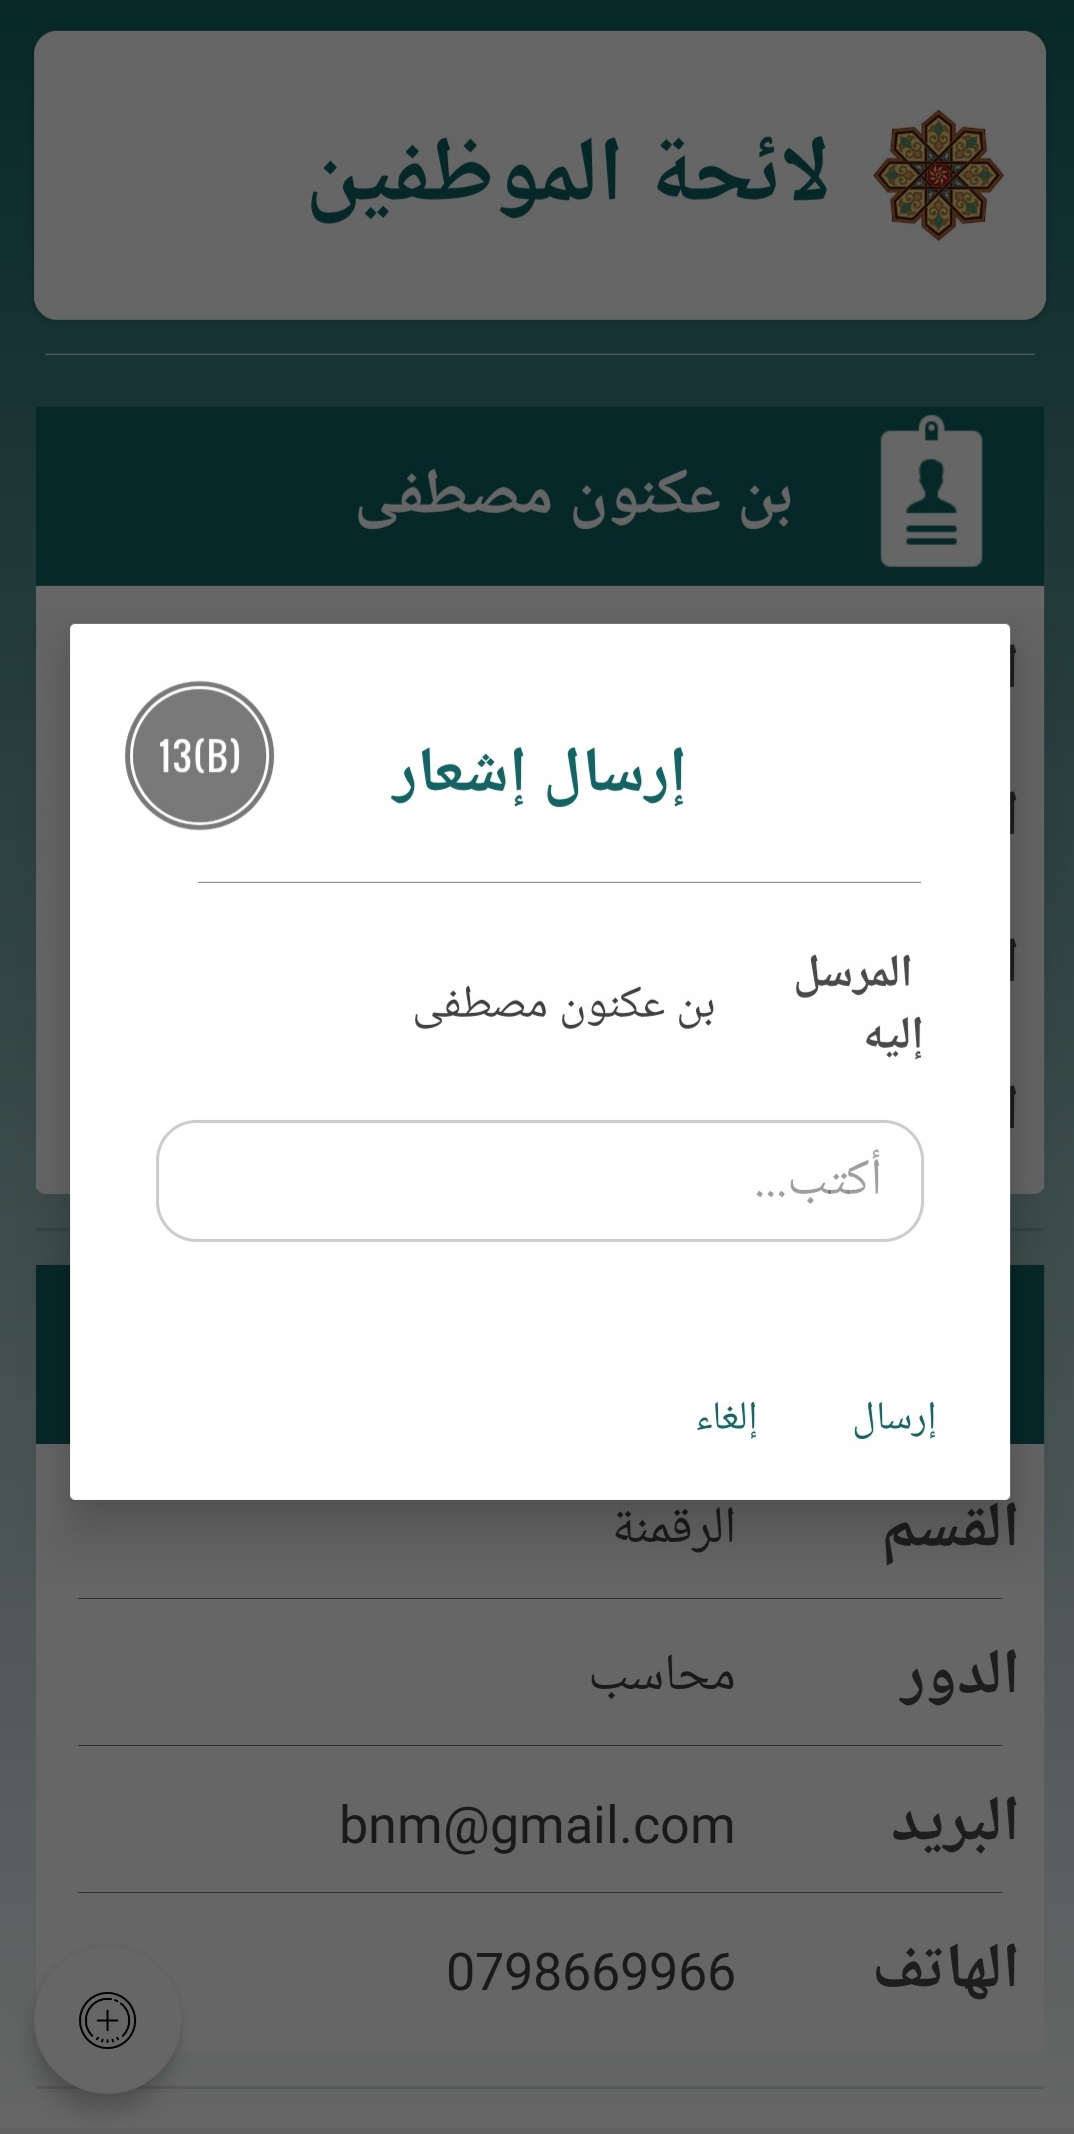 لائحة الموظفين
بن عكنون مصطفى
13(B)
إرسال إشعار
المرسل
إليه
بن عكنون مصطفى
أكتب...
إرسال
إلغاء
القسم
الرقمنة
الدور
محاسب
البريد
bnm@gmail.com
الهاتف
0798669966